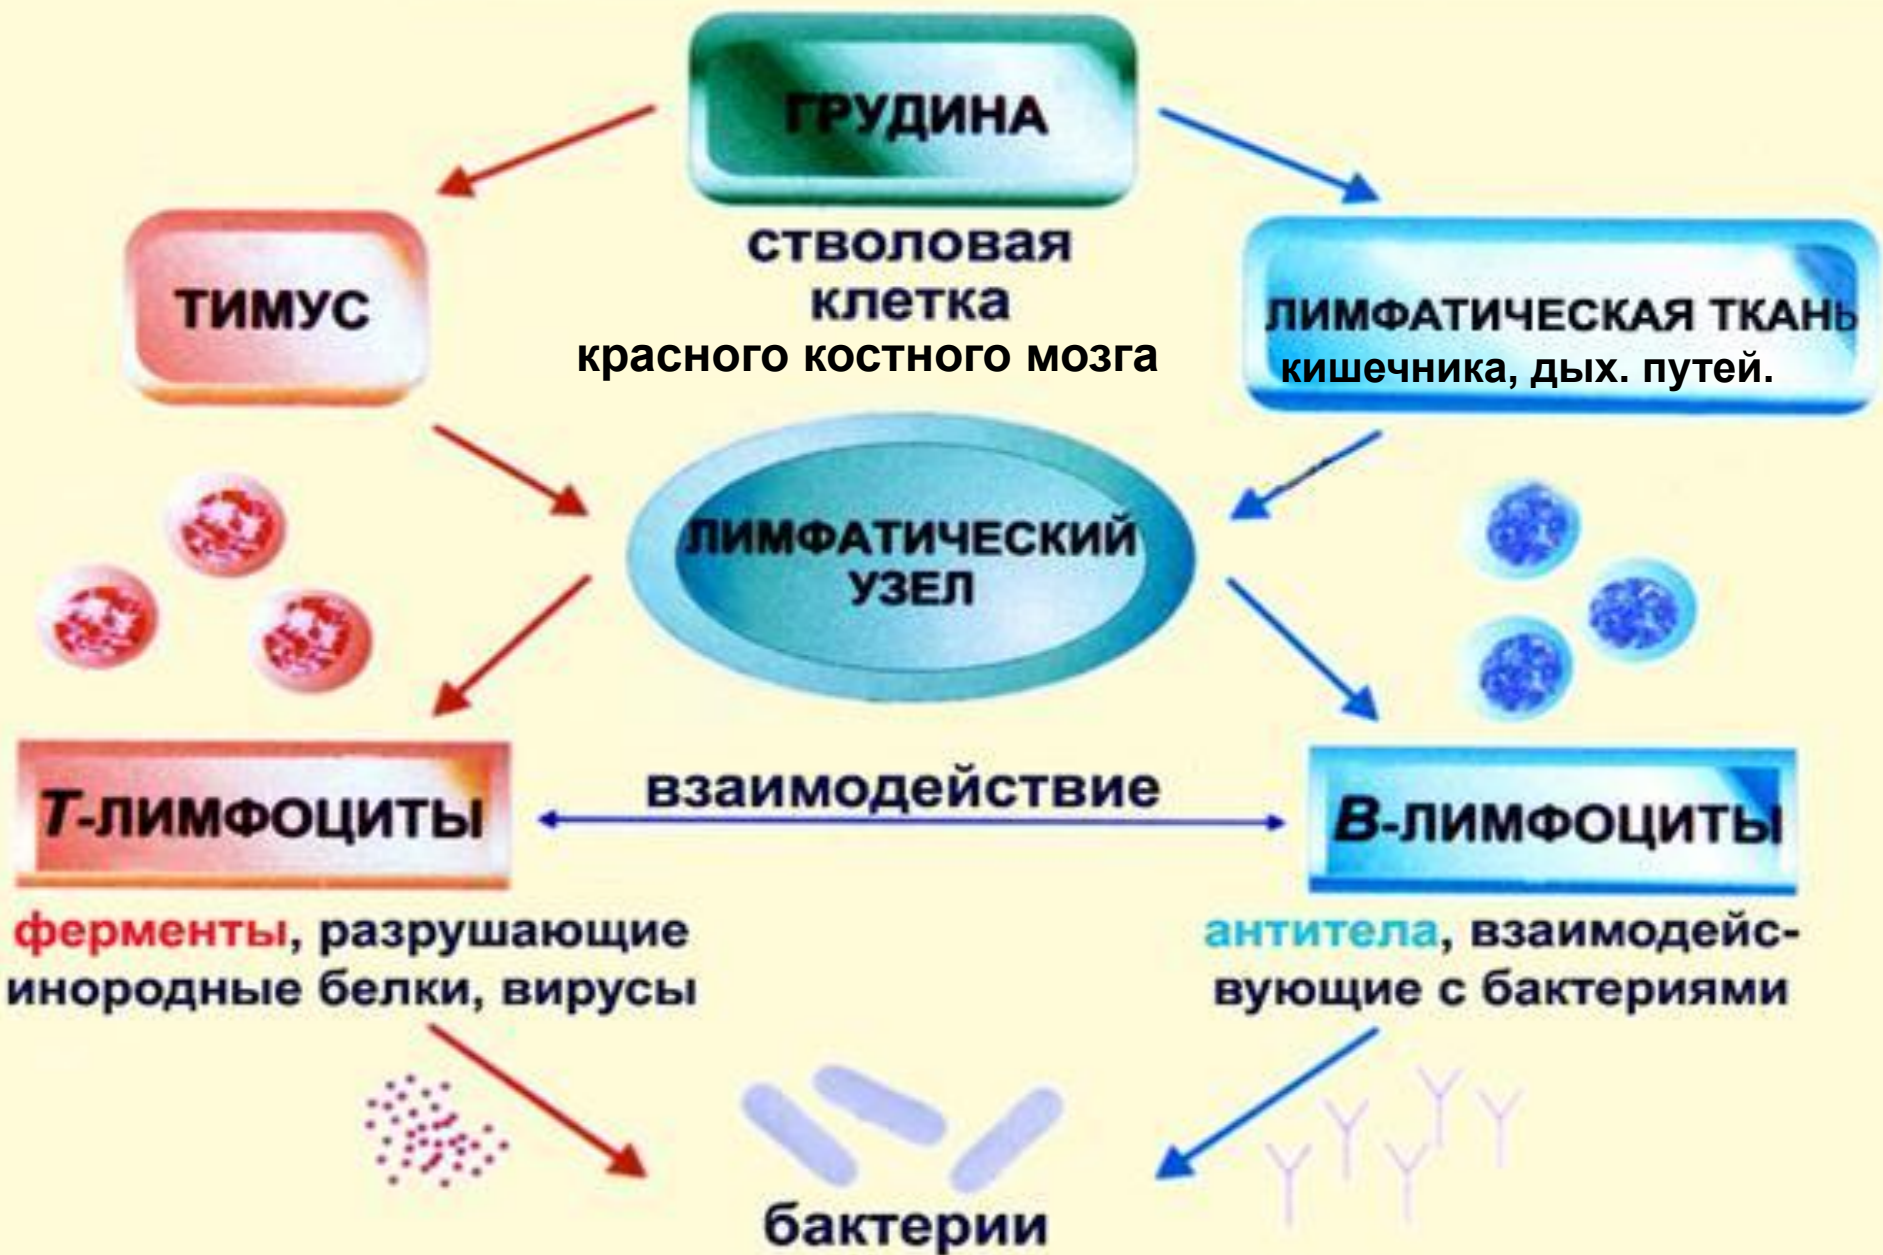 ГРУДИНА
стволовая
клетка
красного костного мозга
ТИМУС
ЛИМФАТИЧЕСКАЯ ТКАНЬ
кишечника, дых. путей.
ЛИМФАТИЧЕСКИЙ
УЗЕЛ
Т-ЛИМФОЦИТЫ
взаимодействие
В-ЛИМФОЦИТЫ
ферменты, разрушающие
инородные белки, вирусы
антитела, взаимодейс-
вующие с бактериями
бактерии